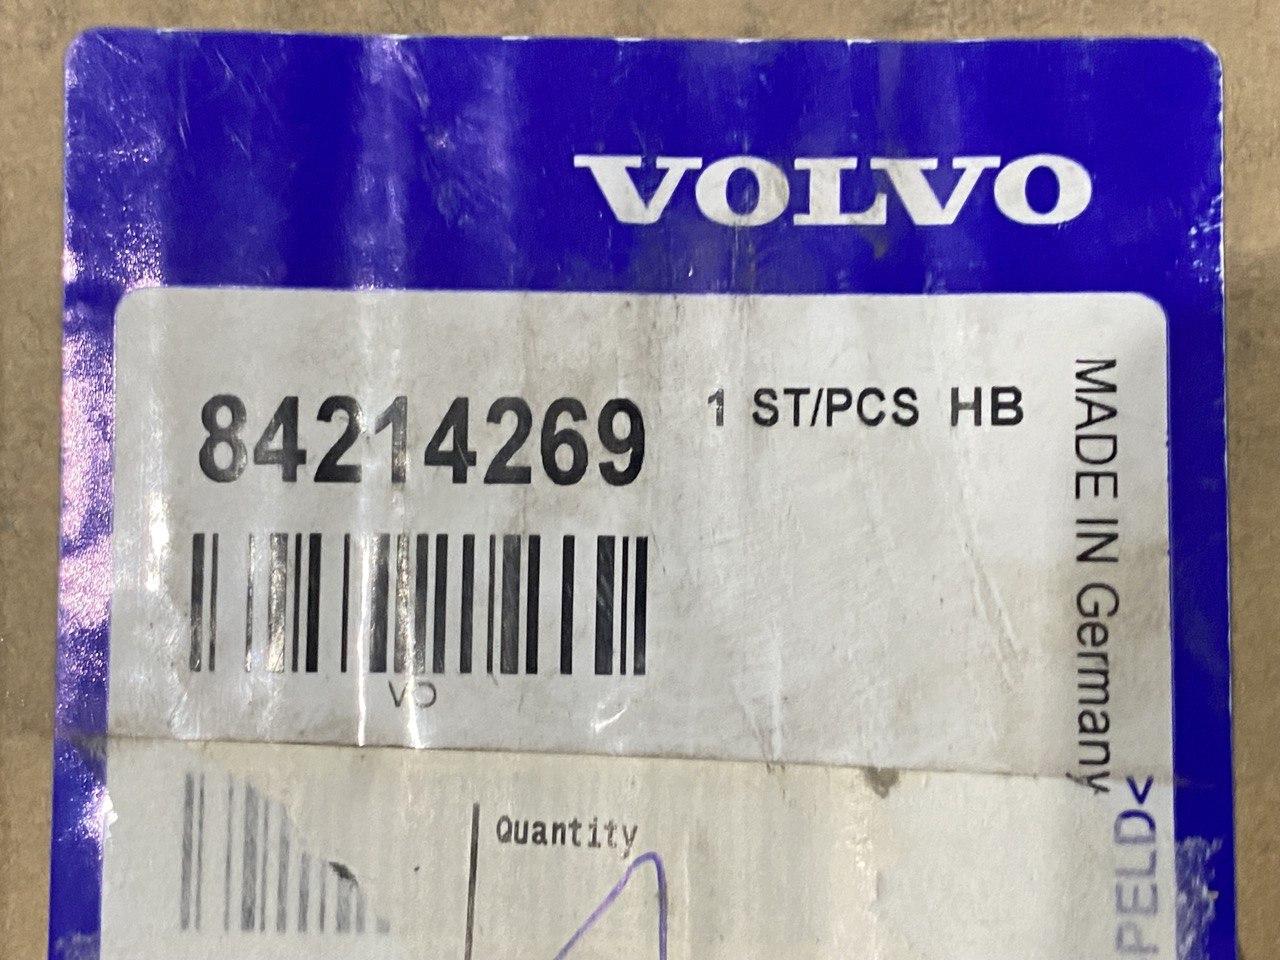 VOLVO
84214269
1 ST/PCS HB
MADE IN Germany
VO
Quantity